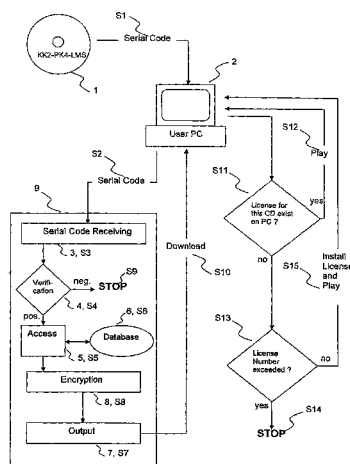 S1
Serial Code
KK2-PK4-LMS
1
2
User PC
S2
Serial Code
S12
Play
S11
License for
this CD exist
on PC ?
yes
no
9
Serial Code Receiving
3, S3
Download
S10
S15
Install
License
and
Play
Verifi-
cation
neg.
S9
STOP
4, S4
pos.
6, S6
Database
Access
5, S5
S13
License
Number
exceeded ?
no
yes
Encryption
8, S8
S14
STOP
Output
7, S7